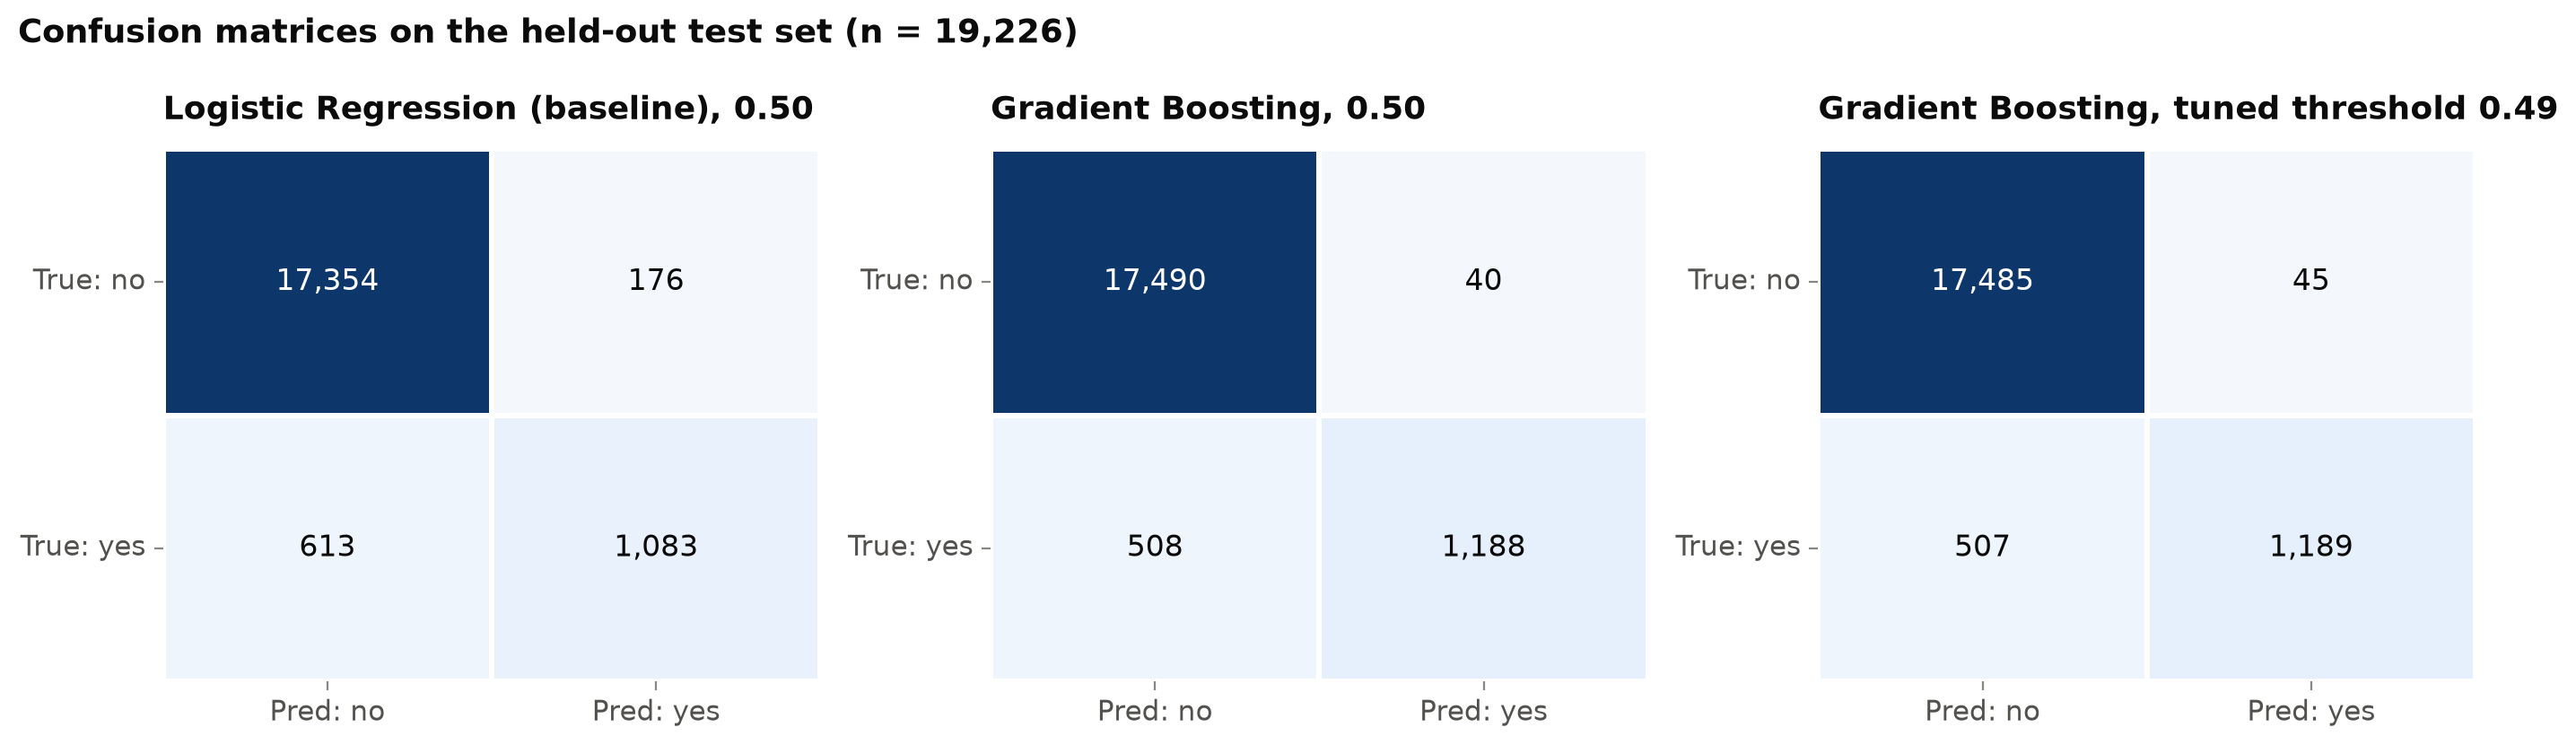 Confusion matrices on the held-out test set (n = 19,226)
Logistic Regression (baseline), 0.50
True: no
17,354
176
True: yes
613
1,083
Pred: no
Pred: yes
Gradient Boosting, 0.50
True: no
17,490
40
True: yes
508
1,188
Pred: no
Pred: yes
Gradient Boosting, tuned threshold 0.49
True: no
17,485
45
True: yes
507
1,189
Pred: no
Pred: yes